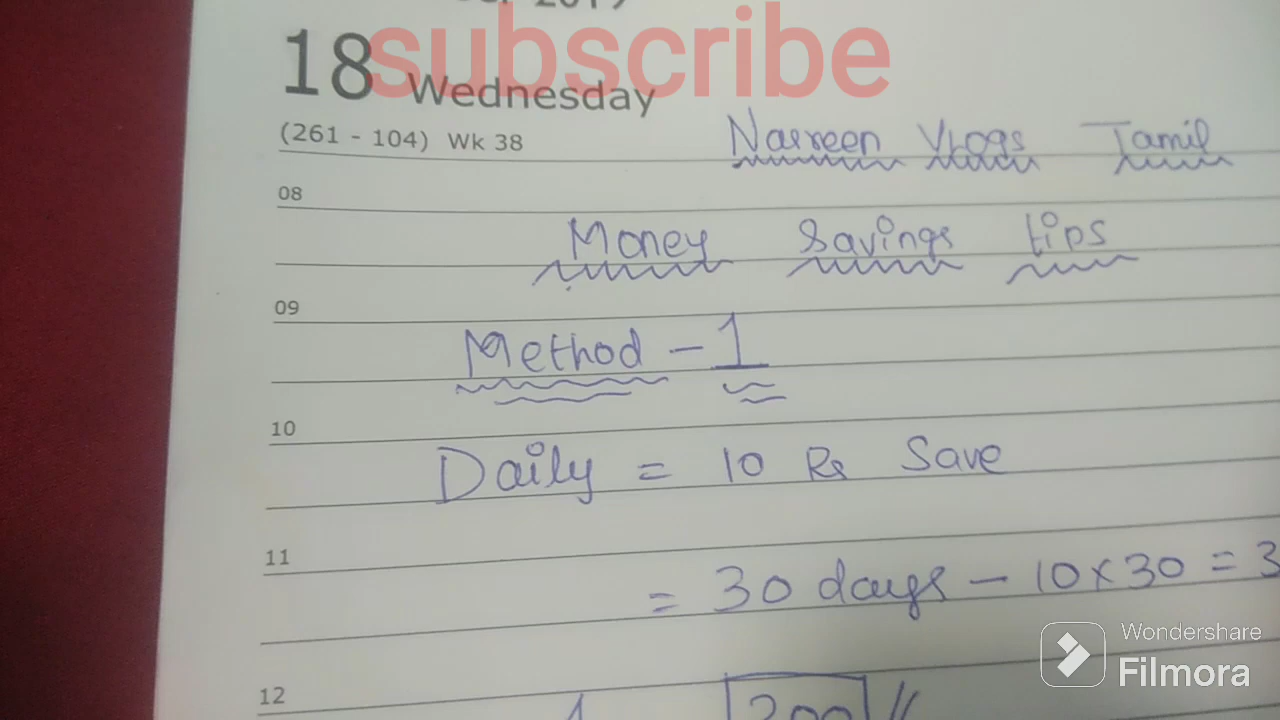 subscribe
18 Wednesday
(261 - 104) Wk 38
Nasreen Vlogs Tamil
08
Money Savings tips
09
Method - 1
10
Daily = 10 Rs Save
11
= 30 days - 10 x 30 = 3
12
Wondershare
Filmora